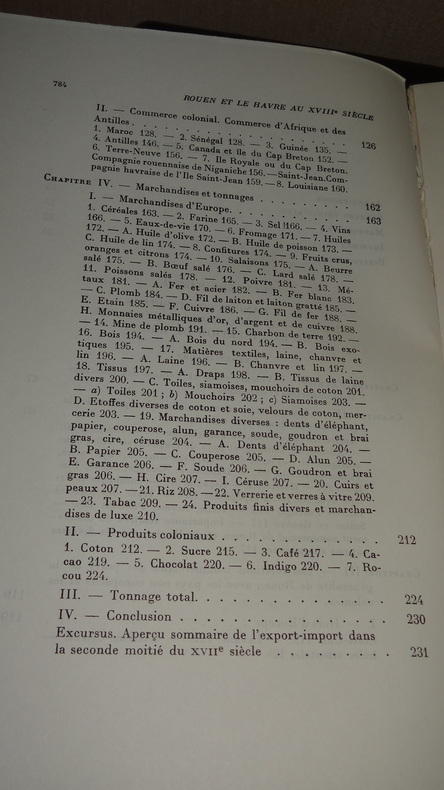 784
ROUEN ET LE HAVRE AU XVIIIe SIÈCLE
II. — Commerce colonial. Commerce d'Afrique et des
Antilles . . . . . . . . . . . . . . . . . . . . 126
1. Maroc 128. — 2. Sénégal 128. — 3. Guinée 135. —
4. Antilles 146. — 5. Canada et île du Cap Breton 152. —
6. Terre-Neuve 156. — 7. Ile Royale ou du Cap Breton.
Compagnie rouennaise de Niganiche 156. — Saint-Jean. Com-
pagnie havraise de l'Ile Saint-Jean 159. — 8. Louisiane 160.
CHAPITRE IV. — Marchandises et tonnages . . . . . . . . 162
I. — Marchandises d'Europe. . . . . . . . . . . . 163
1. Céréales 163. — 2. Farine 165. — 3. Sel 166. — 4. Vins
166. — 5. Eaux-de-vie 170. — 6. Fromage 171. — 7. Huiles
172. — A. Huile d'olive 172. — B. Huile de poisson 173. —
C. Huile de lin 174. — 8. Confitures 174. — 9. Fruits crus,
oranges et citrons 174. — 10. Salaisons 175. — A. Beurre
salé 175. — B. Bœuf salé 176. — C. Lard salé 178. —
11. Poissons salés 178. — 12. Poivre 181. — 13. Mé-
taux 181. — A. Fer et acier 182. — B. Fer blanc 183.
— C. Plomb 184. — D. Fil de laiton et laiton gratté 185. —
E. Etain 185. — F. Cuivre 186. — G. Fil de fer 188. —
H. Monnaies métalliques d'or, d'argent et de cuivre 188.
— 14. Mine de plomb 191. — 15. Charbon de terre 192. —
16. Bois 194. — A. Bois du nord 194. — B. Bois exo-
tiques 195. — 17. Matières textiles, laine, chanvre et
lin 196. — A. Laine 196. — B. Chanvre et lin 197. —
18. Tissus 197. — A. Draps 198. — B. Tissus de laine
divers 200. — C. Toiles, siamoises, mouchoirs de coton 201.
— a) Toiles 201 ; b) Mouchoirs 202 ; c) Siamoises 203. —
D. Etoffes diverses de coton et soie, velours de coton, mer-
cerie 203. — 19. Marchandises diverses : dents d'éléphant,
papier, couperose, alun, garance, soude, goudron et brai
gras, cire, céruse 204. — A. Dents d'éléphant 204. —
B. Papier 205. — C. Couperose 205. — D. Alun 205. —
E. Garance 206. — F. Soude 206. — G. Goudron et brai
gras 206. — H. Cire 207. — I. Céruse 207. — 20. Cuirs et
peaux 207. — 21. Riz 208. — 22. Verrerie et verres à vitre 209.
— 23. Tabac 209. — 24. Produits finis divers et marchan-
dises de luxe 210.
II. — Produits coloniaux . . . . . . . . . . . . . 212
1. Coton 212. — 2. Sucre 215. — 3. Café 217. — 4. Ca-
cao 219. — 5. Chocolat 220. — 6. Indigo 220. — 7. Ro-
cou 224.
III. — Tonnage total. . . . . . . . . . . . . . . 224
IV. — Conclusion . . . . . . . . . . . . . . . . 230
Excursus. Aperçu sommaire de l'export-import dans
la seconde moitié du XVIIe siècle . . . . . . . . . 231